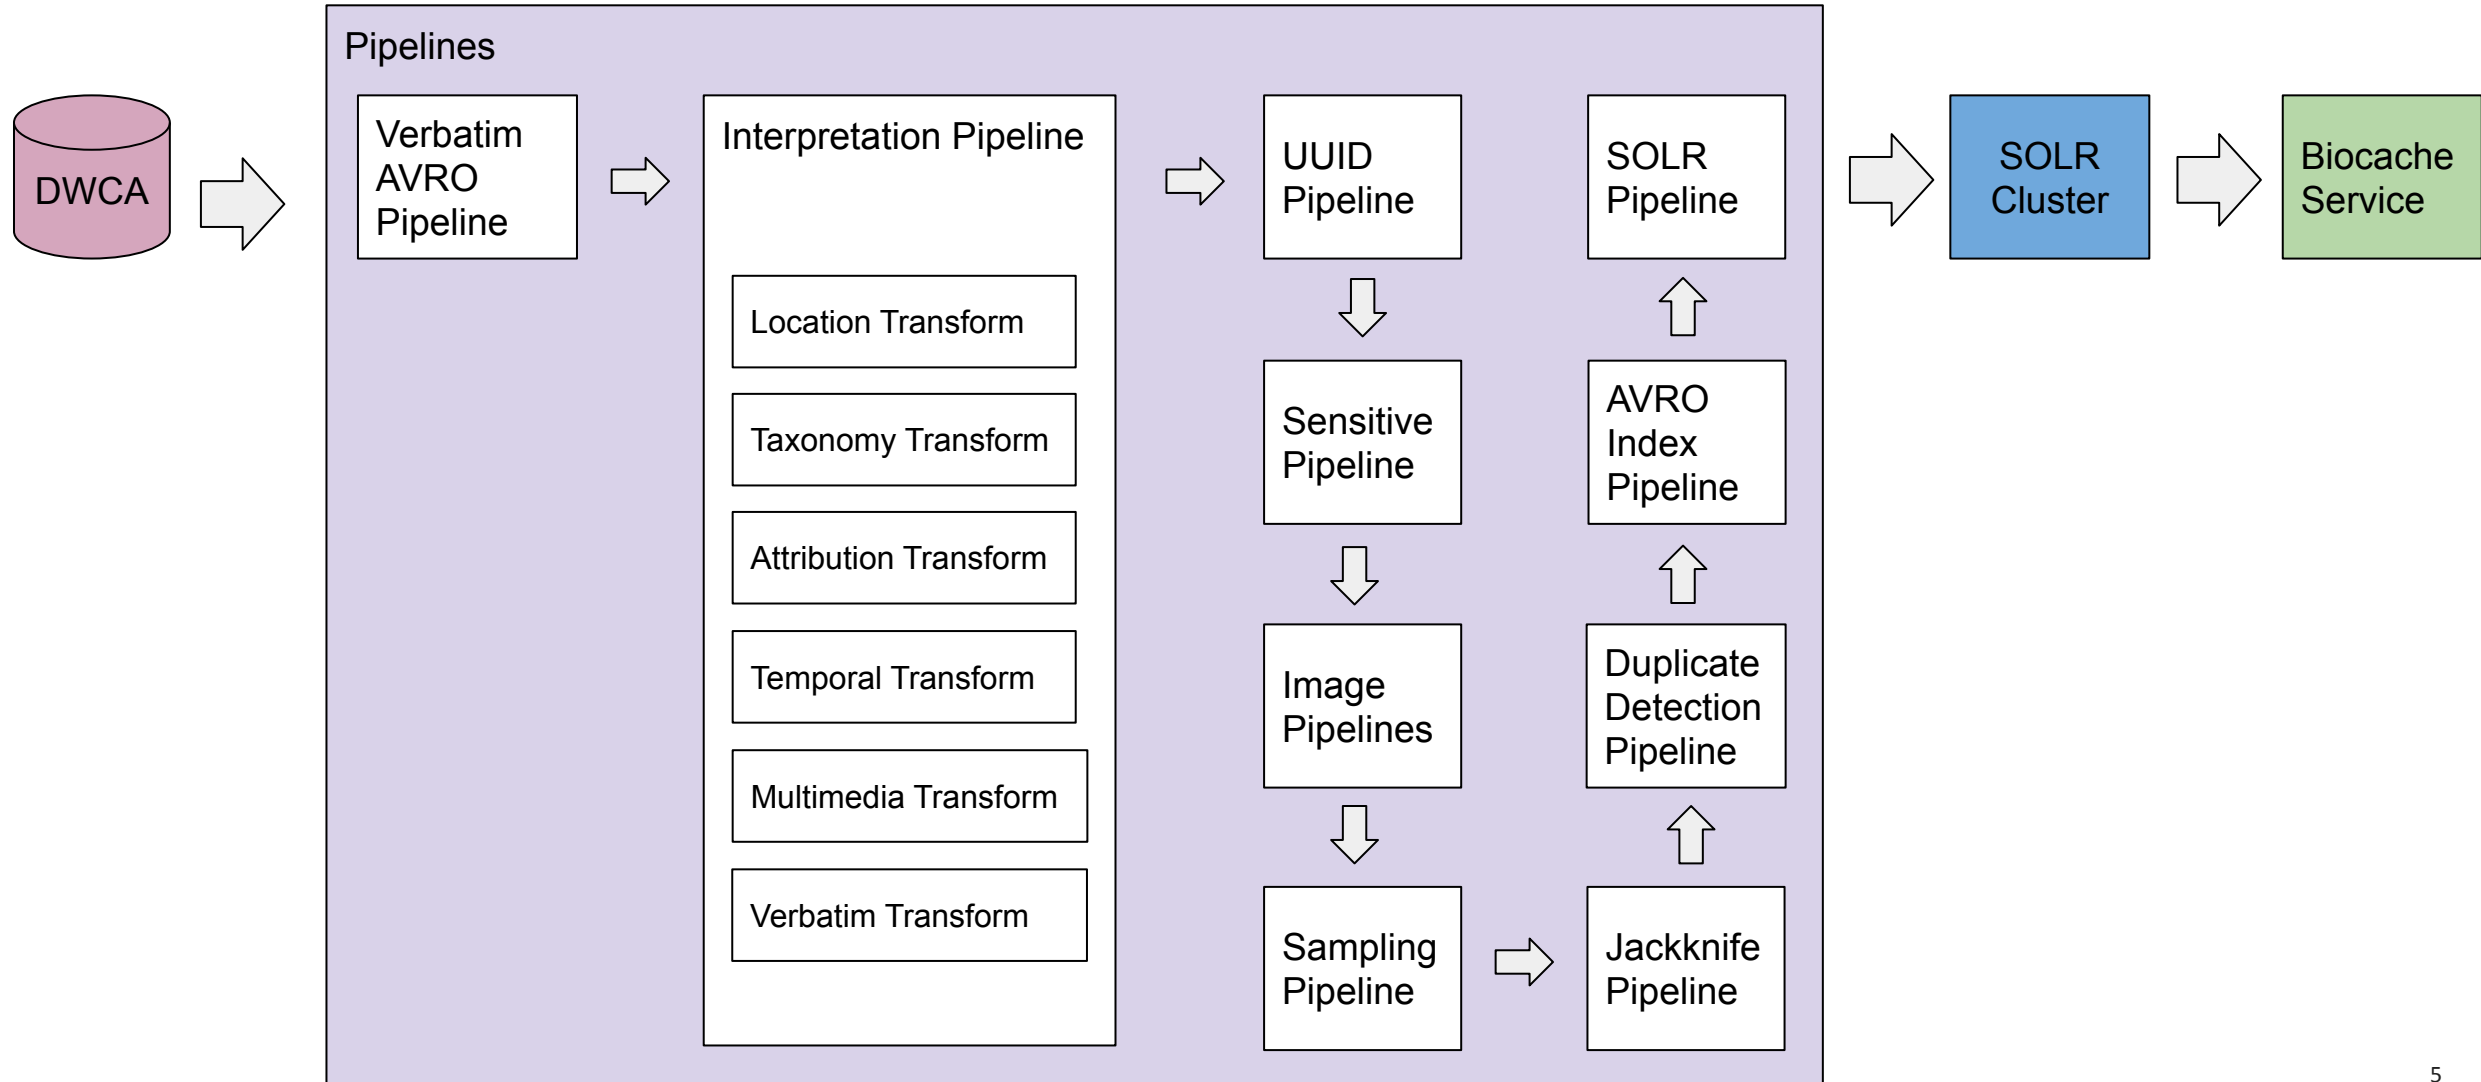 Pipelines
DWCA
Verbatim
AVRO
Pipeline
Interpretation Pipeline
Location Transform
Taxonomy Transform
Attribution Transform
Temporal Transform
Multimedia Transform
Verbatim Transform
UUID
Pipeline
Sensitive
Pipeline
Image
Pipelines
Sampling
Pipeline
Jackknife
Pipeline
Duplicate
Detection
Pipeline
AVRO
Index
Pipeline
SOLR
Pipeline
SOLR
Cluster
Biocache
Service
5